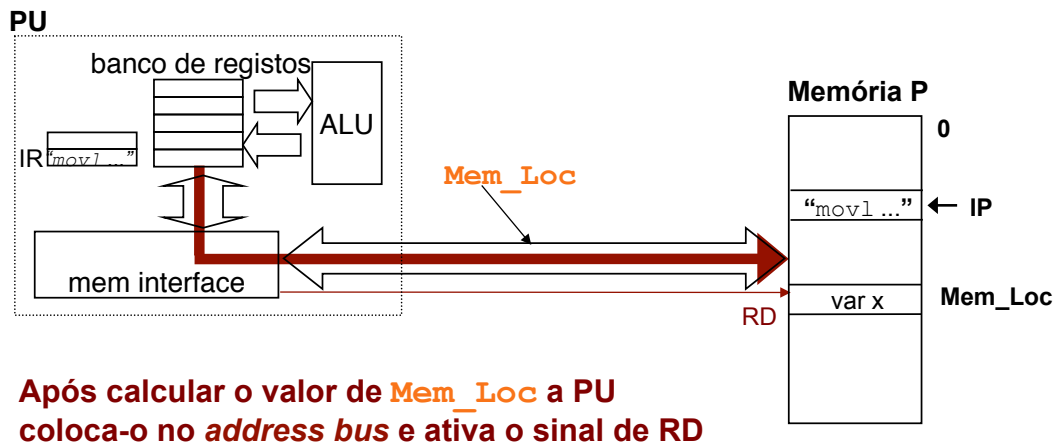 PU
banco de registos
ALU
IR "movl ..."
mem interface
Mem_Loc
RD
Memória P
0
"movl ..."
IP
var x
Mem_Loc
Após calcular o valor de Mem_Loc a PU
coloca-o no address bus e ativa o sinal de RD